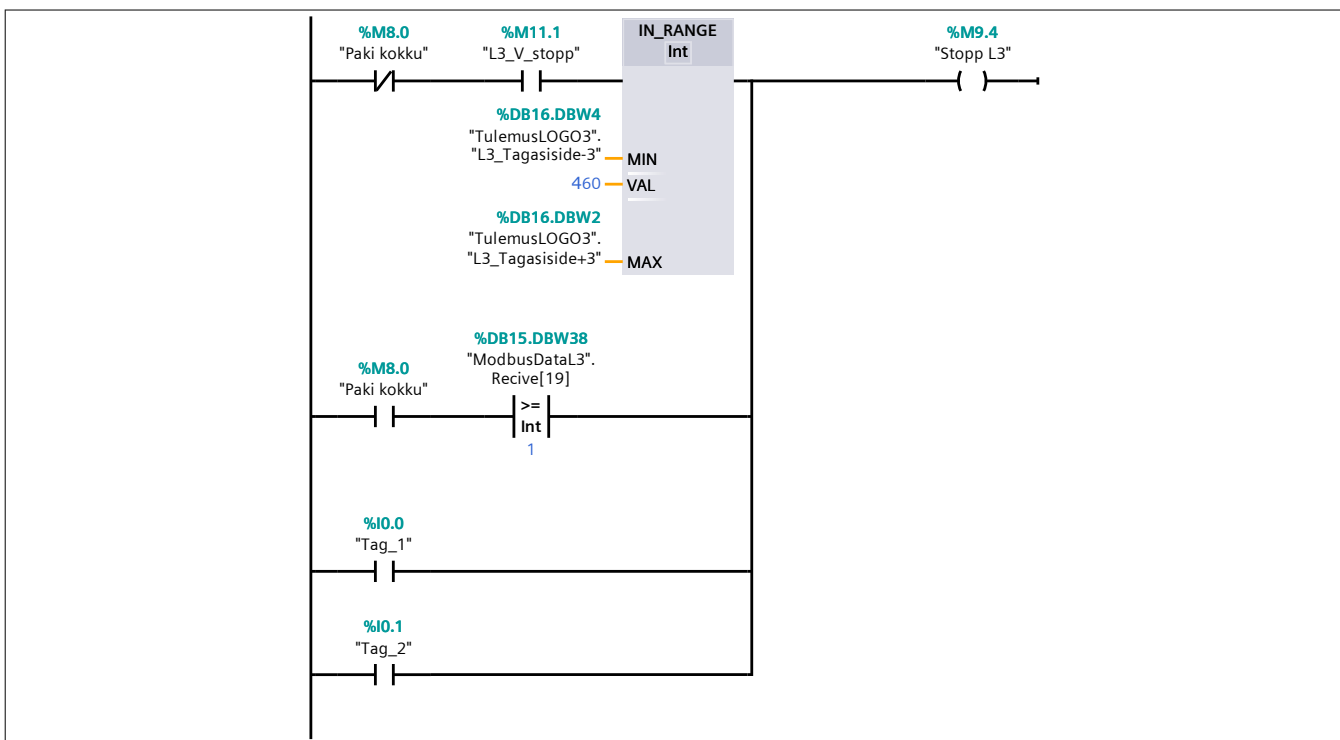 %M8.0
"Paki kokku"
%M11.1
"L3_V_stopp"
IN_RANGE
Int
%M9.4
"Stopp L3"
%DB16.DBW4
"TulemusLOGO3".
"L3_Tagasiside-3"
MIN
460
VAL
%DB16.DBW2
"TulemusLOGO3".
"L3_Tagasiside+3"
MAX
%M8.0
"Paki kokku"
%DB15.DBW38
"ModbusDataL3".
Recive[19]
>=
Int
1
%I0.0
"Tag_1"
%I0.1
"Tag_2"